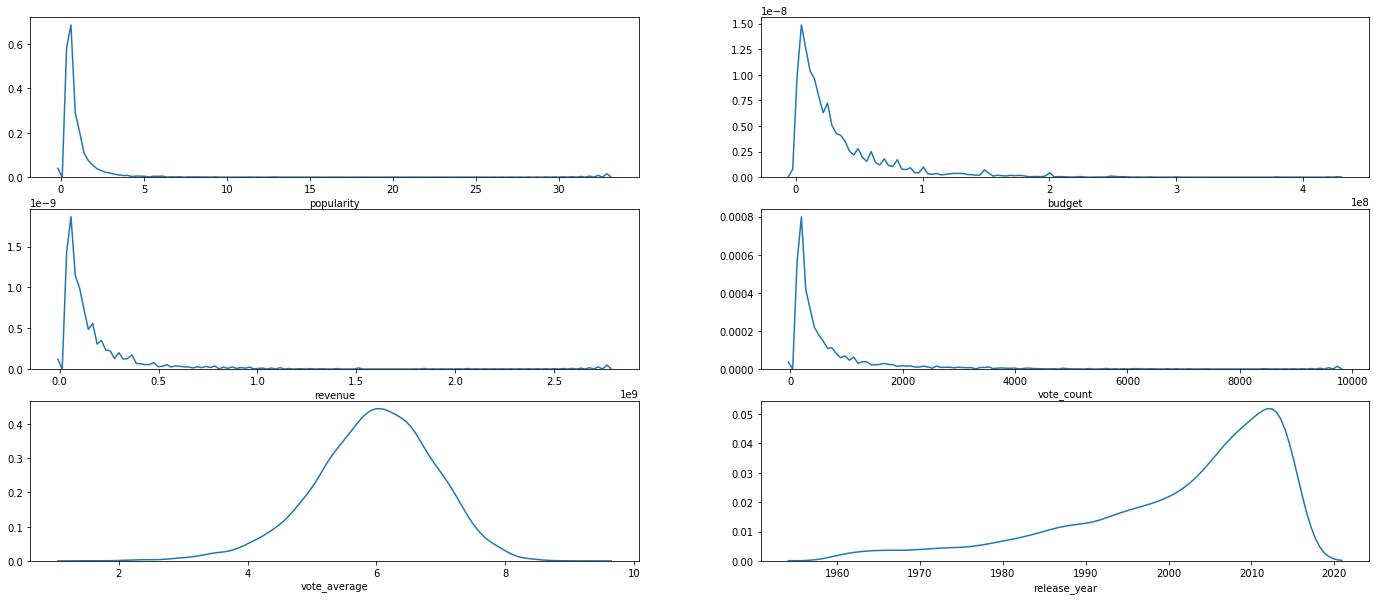 0.6
0.4
0.2
0.0
0 5 10 15 20 25 30
popularity
1e−8
1.50
1.25
1.00
0.75
0.50
0.25
0.00
0 1 2 3 4
budget
1e8
1e−9
1.5
1.0
0.5
0.0
0.0 0.5 1.0 1.5 2.0 2.5
revenue
1e9
0.0008
0.0006
0.0004
0.0002
0.0000
0 2000 4000 6000 8000 10000
vote_count
0.4
0.3
0.2
0.1
0.0
2 4 6 8 10
vote_average
0.05
0.04
0.03
0.02
0.01
0.00
1960 1970 1980 1990 2000 2010 2020
release_year